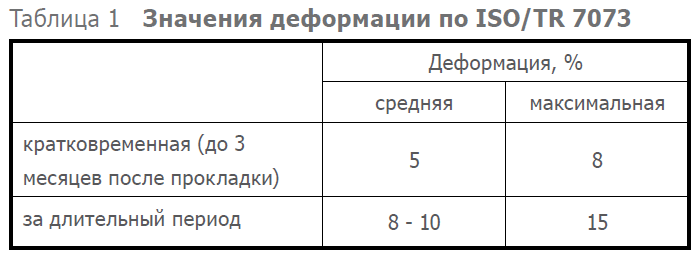 Таблица 1 Значения деформации по ISO/TR 7073
Деформация, %
средняя максимальная
кратковременная (до 3
месяцев после прокладки) 5 8
за длительный период 8 - 10 15